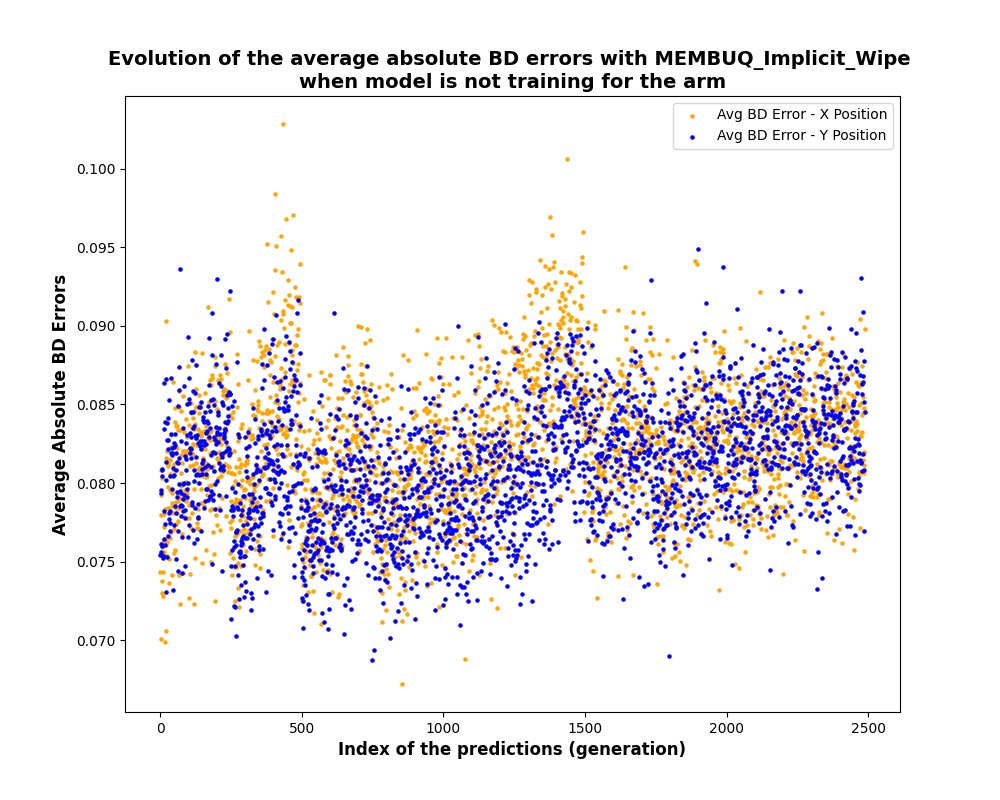 Evolution of the average absolute BD errors with MEMBUQ_Implicit_Wipe
when model is not training for the arm
Avg BD Error - X Position
Avg BD Error - Y Position
Average Absolute BD Errors
0.100
0.095
0.090
0.085
0.080
0.075
0.070
0 500 1000 1500 2000 2500
Index of the predictions (generation)